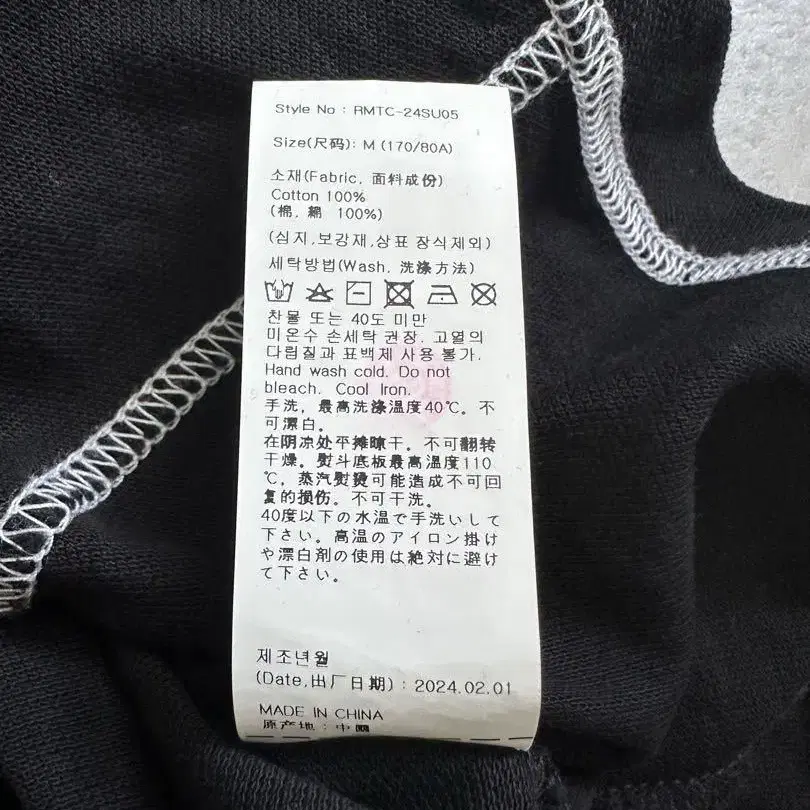 Style No : RMTC-24SU05
Size(尺码): M (170/80A)
소재(Fabric, 面料成份)
Cotton 100%
(棉, 綿 100%)
(심지,보강재,상표 장식제외)
세탁방법(Wash, 洗涤方法)
찬물 또는 40도 미만
미온수 손세탁 권장. 고열의
다림질과 표백제 사용 불가.
Hand wash cold. Do not
bleach. Cool Iron.
手洗，最高洗涤温度40℃。不
可漂白。
在阴凉处平摊晾干。不可翻转
干燥。熨斗底板最高温度110
℃，蒸汽熨烫可能造成不可回
复的损伤。不可干洗。
40度以下の水温で手洗いして
下さい。高温のアイロン掛け
や漂白剤の使用は絶対に避け
て下さい。
제조년월
(Date,出厂日期) : 2024.02.01
MADE IN CHINA
原产地 : 中國